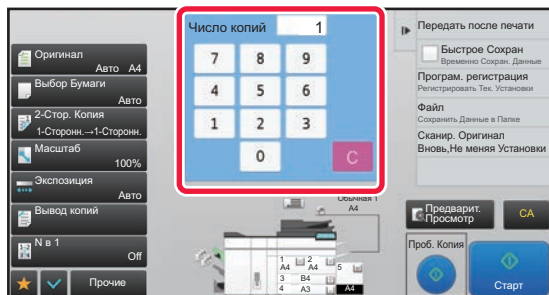 Оригинал
Авто A4
Выбор Бумаги
Авто
2-Стор. Копия
1-Сторонн.→1-Сторонн.
Масштаб
100%
Экспозиция
Авто
Вывод копий
N в 1
Off
Прочие
Число копий 1
7 8 9
4 5 6
1 2 3
0 C
Обычная 1
A4
1 2 5
A4 A4
3 B4
4 A3 A4
Передать после печати
Быстрое Сохран
Временно Сохран. Данные
Програм. регистрация
Регистрировать Тек. Установки
Файл
Сохранить Данные в Папке
Сканир. Оригинал
Вновь,Не меняя Установки
Предварит.
Просмотр
CA
Проб. Копия
Старт